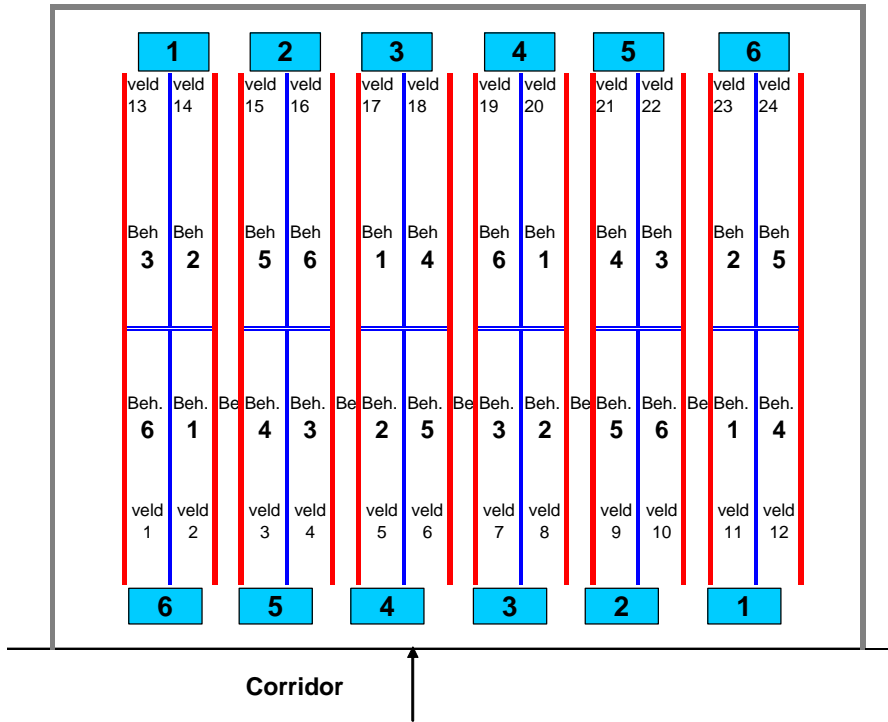 1 2 3 4 5 6
veld veld veld veld veld veld veld veld veld veld veld veld
13 14 15 16 17 18 19 20 21 22 23 24
Beh Beh Beh Beh Beh Beh Beh Beh Beh Beh Beh Beh
3 2 5 6 1 4 6 1 4 3 2 5
Beh. Beh. Be Beh. Beh. Be Beh. Beh. Be Beh. Beh. Be Beh. Beh. Be Beh. Beh.
6 1 4 3 2 5 3 2 5 6 1 4
veld veld veld veld veld veld veld veld veld veld veld veld
1 2 3 4 5 6 7 8 9 10 11 12
6 5 4 3 2 1
Corridor